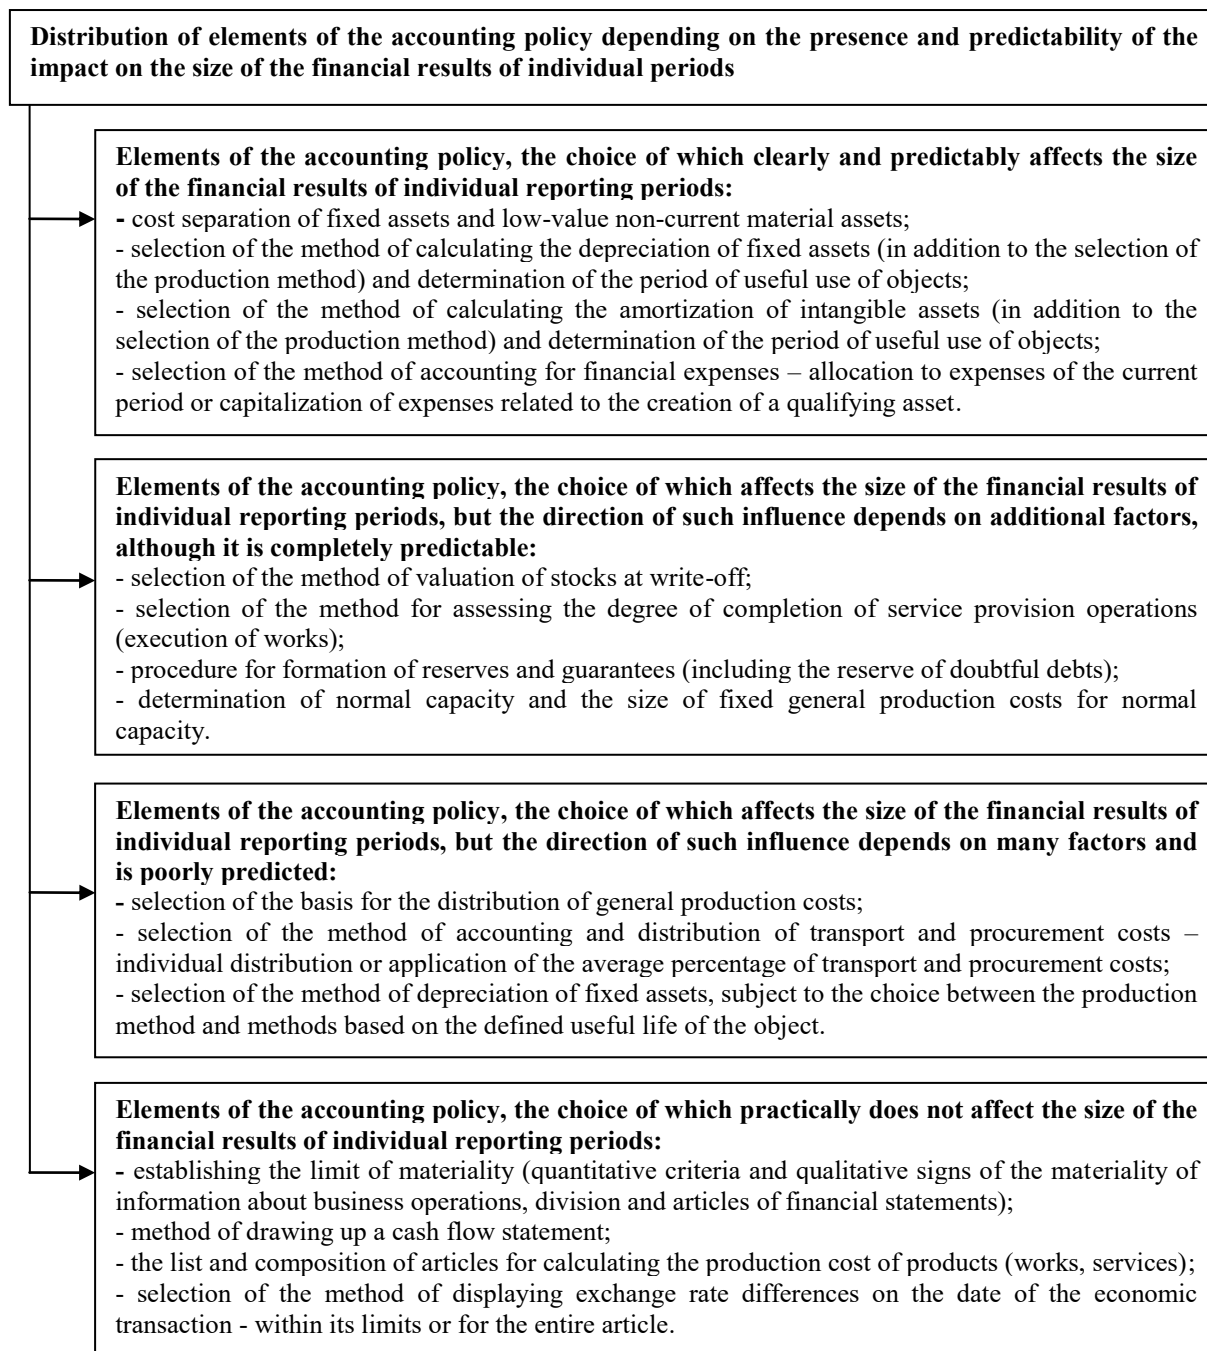 Distribution of elements of the accounting policy depending on the presence and predictability of the
impact on the size of the financial results of individual periods
Elements of the accounting policy, the choice of which clearly and predictably affects the size
of the financial results of individual reporting periods:
- cost separation of fixed assets and low-value non-current material assets;
- selection of the method of calculating the depreciation of fixed assets (in addition to the selection of
the production method) and determination of the period of useful use of objects;
- selection of the method of calculating the amortization of intangible assets (in addition to the
selection of the production method) and determination of the period of useful use of objects;
- selection of the method of accounting for financial expenses – allocation to expenses of the current
period or capitalization of expenses related to the creation of a qualifying asset.
Elements of the accounting policy, the choice of which affects the size of the financial results of
individual reporting periods, but the direction of such influence depends on additional factors,
although it is completely predictable:
- selection of the method of valuation of stocks at write-off;
- selection of the method for assessing the degree of completion of service provision operations
(execution of works);
- procedure for formation of reserves and guarantees (including the reserve of doubtful debts);
- determination of normal capacity and the size of fixed general production costs for normal
capacity.
Elements of the accounting policy, the choice of which affects the size of the financial results of
individual reporting periods, but the direction of such influence depends on many factors and
is poorly predicted:
- selection of the basis for the distribution of general production costs;
- selection of the method of accounting and distribution of transport and procurement costs –
individual distribution or application of the average percentage of transport and procurement costs;
- selection of the method of depreciation of fixed assets, subject to the choice between the production
method and methods based on the defined useful life of the object.
Elements of the accounting policy, the choice of which practically does not affect the size of the
financial results of individual reporting periods:
- establishing the limit of materiality (quantitative criteria and qualitative signs of the materiality of
information about business operations, division and articles of financial statements);
- method of drawing up a cash flow statement;
- the list and composition of articles for calculating the production cost of products (works, services);
- selection of the method of displaying exchange rate differences on the date of the economic
transaction - within its limits or for the entire article.